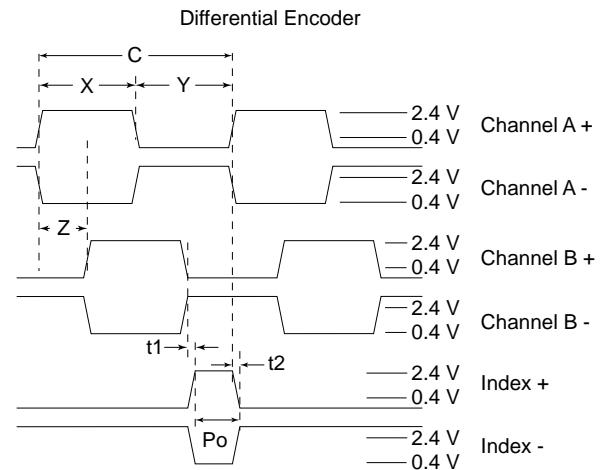 Differential Encoder
C
X
Y
2.4 V
0.4 V
Channel A +
2.4 V
0.4 V
Channel A -
Z
2.4 V
0.4 V
Channel B +
2.4 V
0.4 V
Channel B -
t1
t2
2.4 V
0.4 V
Index +
Po
2.4 V
0.4 V
Index -